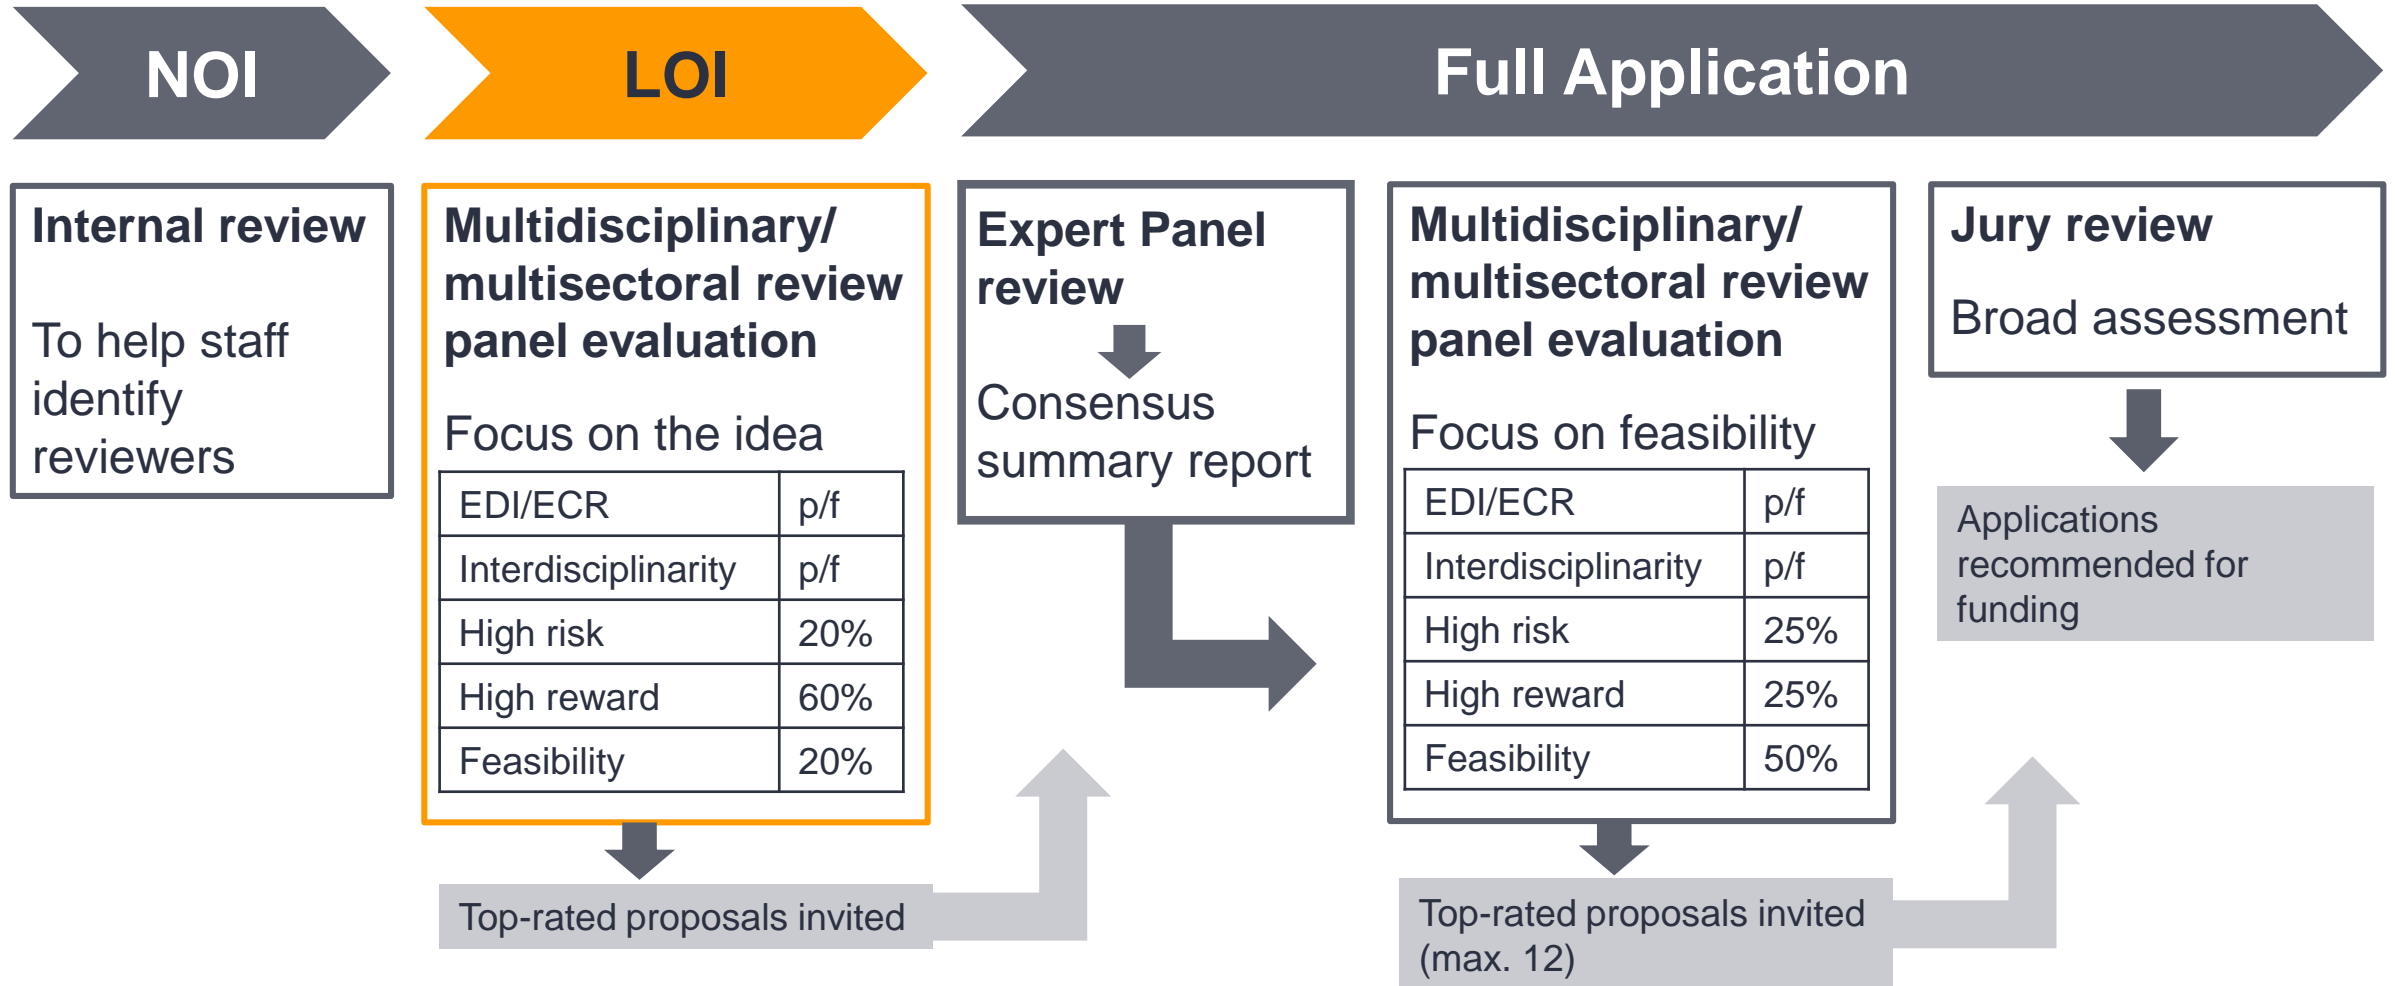 NOI
LOI
Full Application
Internal review
To help staff
identify
reviewers
Multidisciplinary/
multisectoral review
panel evaluation
Focus on the idea
EDI/ECR p/f
Interdisciplinarity p/f
High risk 20%
High reward 60%
Feasibility 20%
Top-rated proposals invited
Expert Panel
review
Consensus
summary report
Multidisciplinary/
multisectoral review
panel evaluation
Focus on feasibility
EDI/ECR p/f
Interdisciplinarity p/f
High risk 25%
High reward 25%
Feasibility 50%
Top-rated proposals invited
(max. 12)
Jury review
Broad assessment
Applications
recommended for
funding